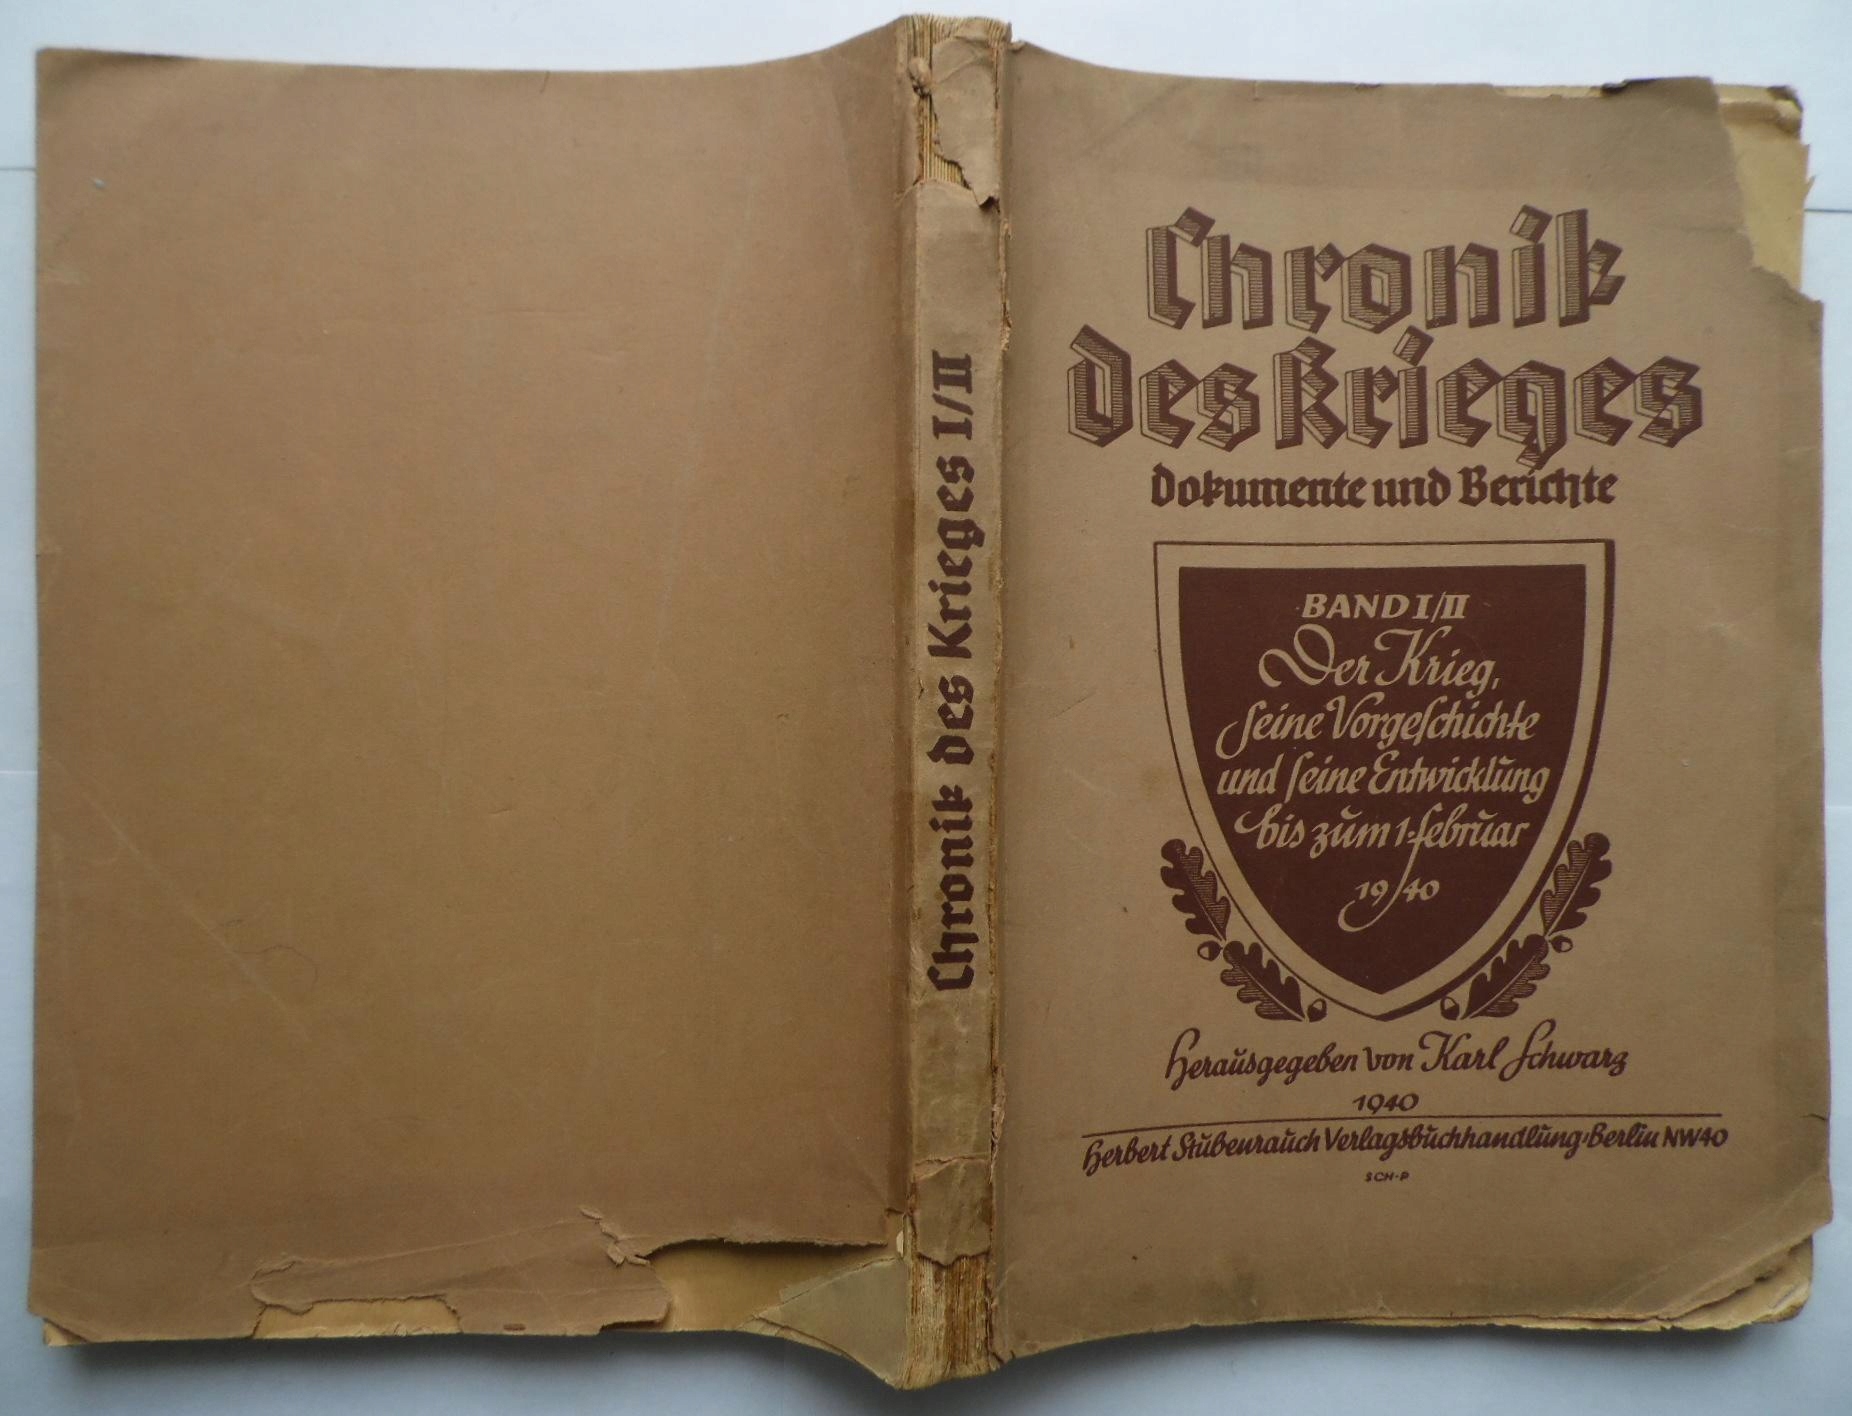 Chronik des Krieges I/II
Chronik
des Krieges
Dokumente und Berichte
BAND I/II
Der Krieg,
seine Vorgeschichte
und seine Entwicklung
bis zum 1. Februar
1940
Herausgegeben von Karl Schwarz
1940
Herbert Stubenrauch Verlagsbuchhandlung · Berlin NW40
SCH-P